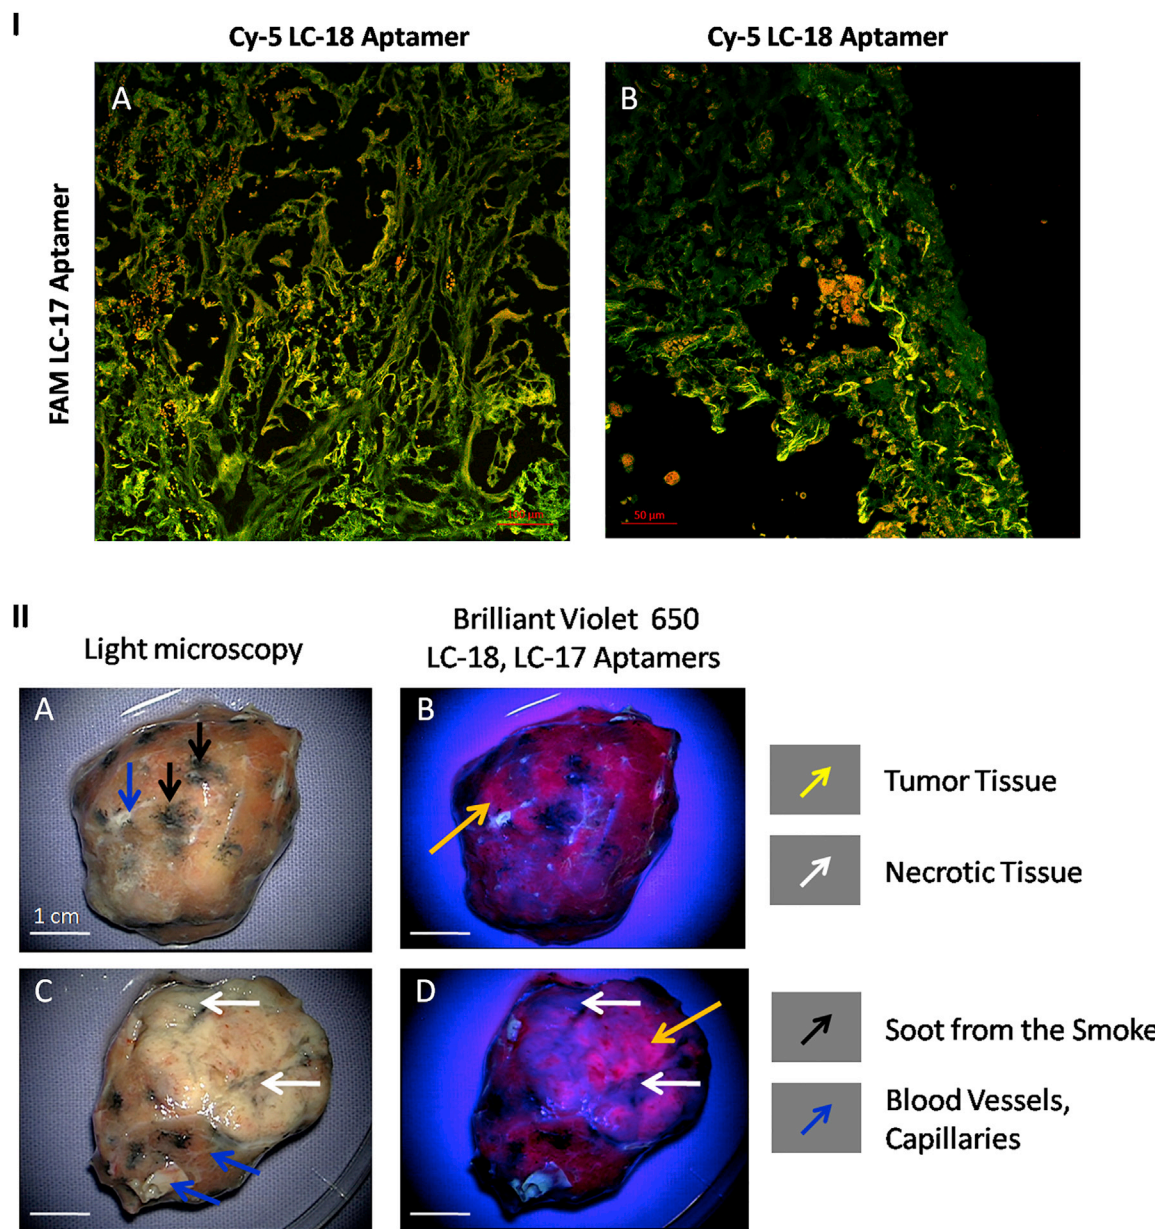 I
Cy-5 LC-18 Aptamer
Cy-5 LC-18 Aptamer
FAM LC-17 Aptamer
A
B
100 µm
50 µm
II
Light microscopy
Brilliant Violet 650
LC-18, LC-17 Aptamers
A
B
1 cm
Tumor Tissue
Necrotic Tissue
C
D
Soot from the Smoke
Blood Vessels,
Capillaries